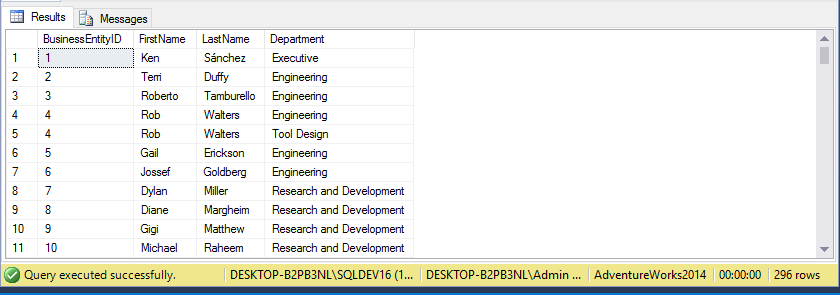 Results Messages
BusinessEntityID FirstName LastName Department
1 1 Ken Sánchez Executive
2 2 Terri Duffy Engineering
3 3 Roberto Tamburello Engineering
4 4 Rob Walters Engineering
5 4 Rob Walters Tool Design
6 5 Gail Erickson Engineering
7 6 Jossef Goldberg Engineering
8 7 Dylan Miller Research and Development
9 8 Diane Margheim Research and Development
10 9 Gigi Matthew Research and Development
11 10 Michael Raheem Research and Development
Query executed successfully. DESKTOP-B2PB3NL\SQLDEV16 (1... DESKTOP-B2PB3NL\Admin ... AdventureWorks2014 00:00:00 296 rows